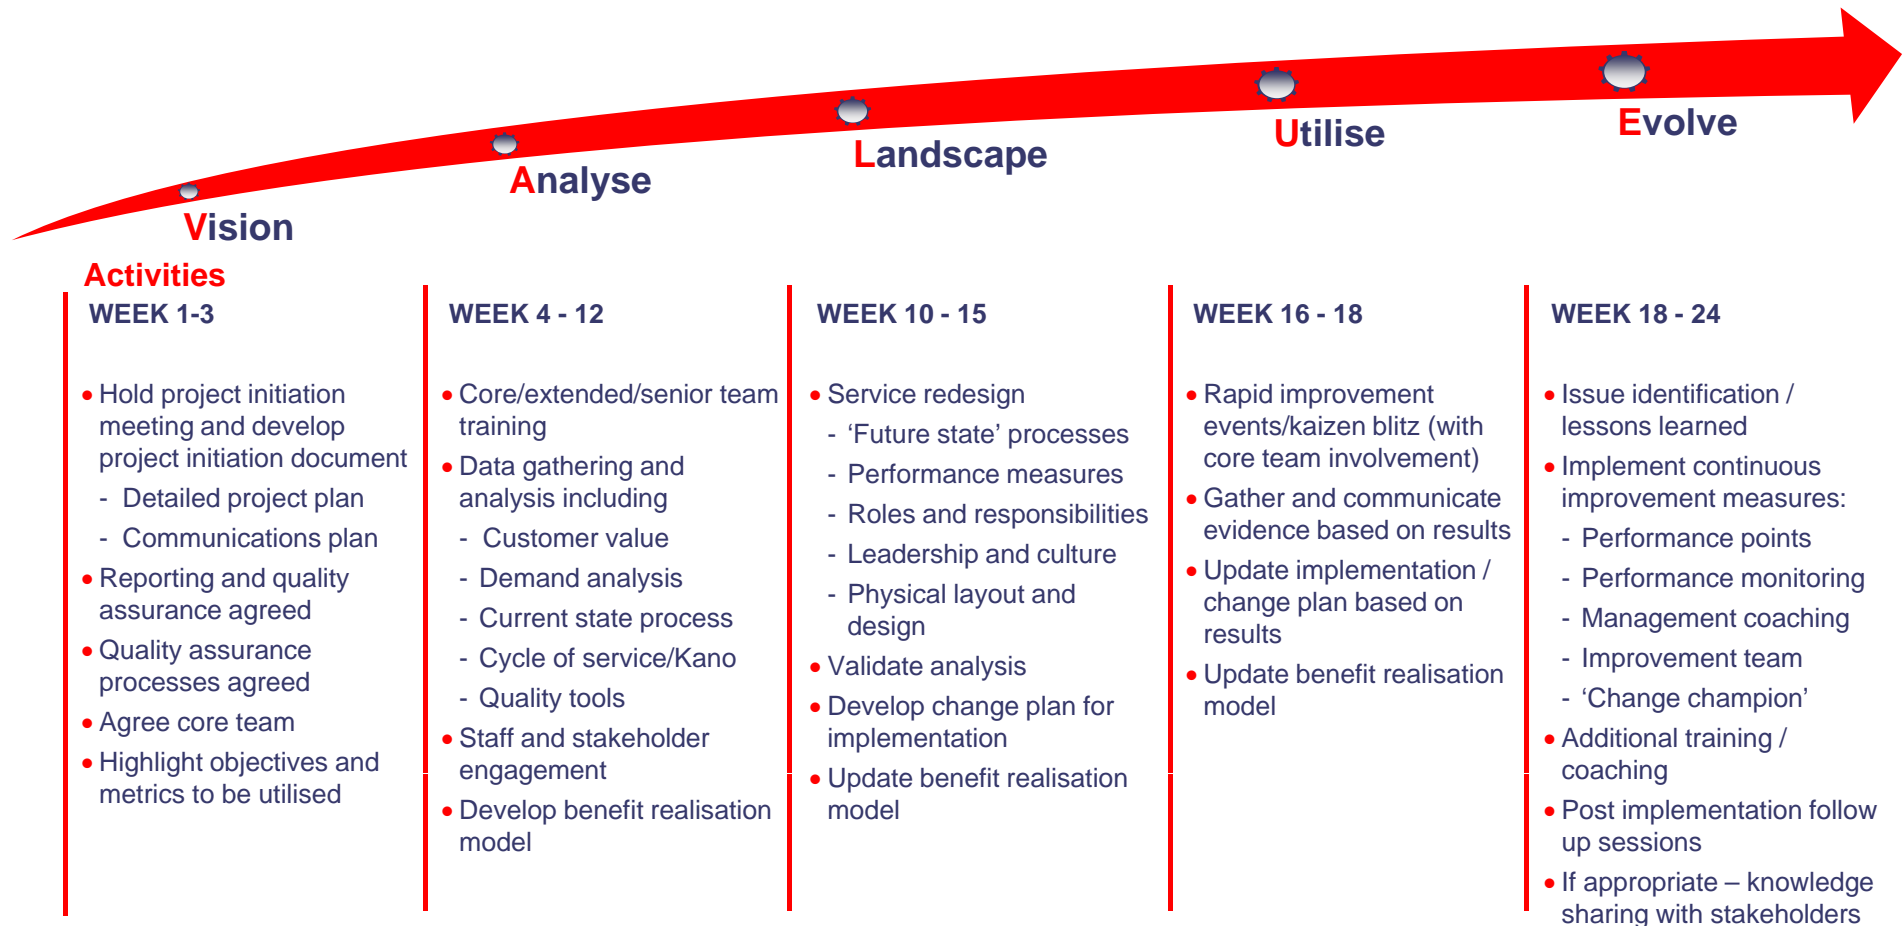 Vision
Analyse
Landscape
Utilise
Evolve
Activities
WEEK 1-3
• Hold project initiation
meeting and develop
project initiation document
- Detailed project plan
- Communications plan
• Reporting and quality
assurance agreed
• Quality assurance
processes agreed
• Agree core team
• Highlight objectives and
metrics to be utilised
WEEK 4 - 12
• Core/extended/senior team
training
• Data gathering and
analysis including
- Customer value
- Demand analysis
- Current state process
- Cycle of service/Kano
- Quality tools
• Staff and stakeholder
engagement
• Develop benefit realisation
model
WEEK 10 - 15
• Service redesign
- ‘Future state’ processes
- Performance measures
- Roles and responsibilities
- Leadership and culture
- Physical layout and
design
• Validate analysis
• Develop change plan for
implementation
• Update benefit realisation
model
WEEK 16 - 18
• Rapid improvement
events/kaizen blitz (with
core team involvement)
• Gather and communicate
evidence based on results
• Update implementation /
change plan based on
results
• Update benefit realisation
model
WEEK 18 - 24
• Issue identification /
lessons learned
• Implement continuous
improvement measures:
- Performance points
- Performance monitoring
- Management coaching
- Improvement team
- ‘Change champion’
• Additional training /
coaching
• Post implementation follow
up sessions
• If appropriate – knowledge
sharing with stakeholders